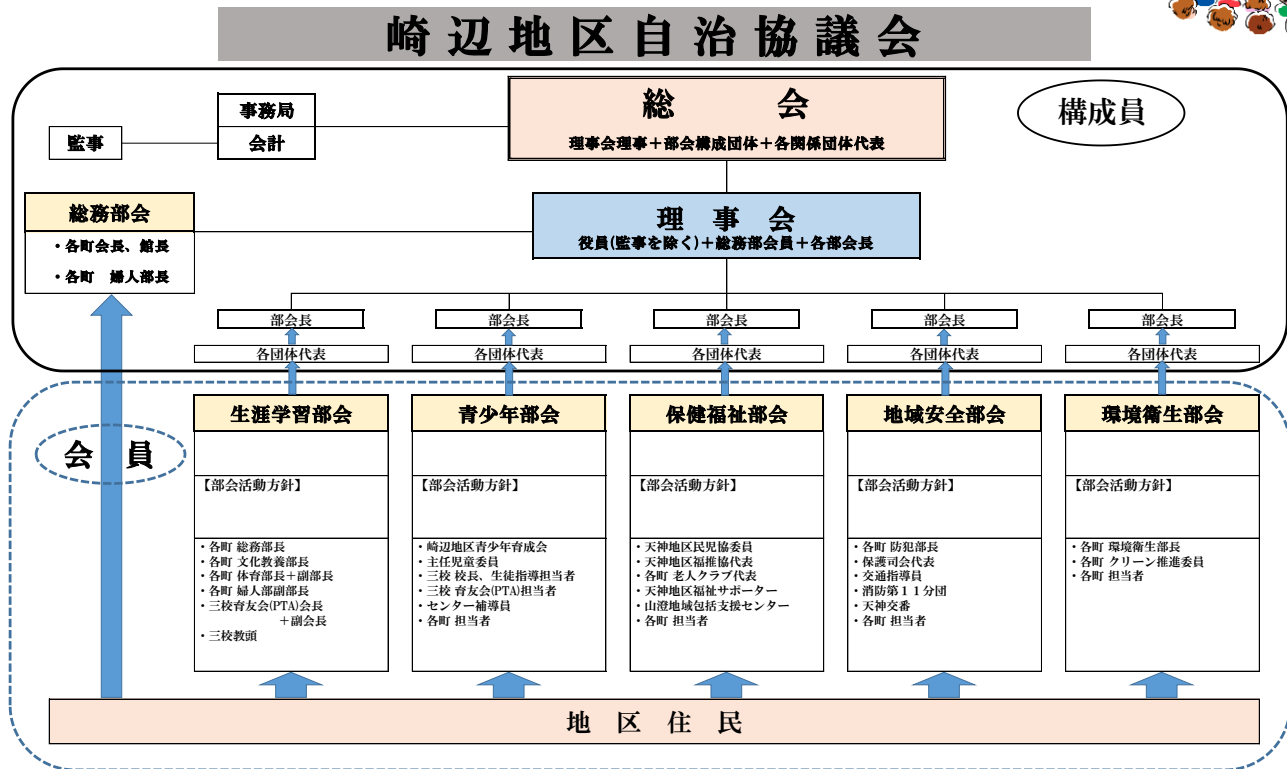 崎辺地区自治協議会
事務局
会計
監事
総会
理事会理事＋部会構成団体＋各関係団体代表
構成員
総務部会
・各町会長、館長
・各町　婦人部長
理事会
役員(監事を除く)＋総務部会員＋各部会長
部会長
部会長
部会長
部会長
部会長
各団体代表
各団体代表
各団体代表
各団体代表
各団体代表
会員
生涯学習部会
【部会活動方針】
・各町 総務部長
・各町 文化教養部長
・各町 体育部長＋副部長
・各町 婦人部副部長
・三校育友会(PTA)会長
＋副会長
・三校教頭
青少年部会
【部会活動方針】
・崎辺地区青少年育成会
・主任児童委員
・三校 校長、生徒指導担当者
・三校 育友会(PTA)担当者
・センター補導員
・各町 担当者
保健福祉部会
【部会活動方針】
・天神地区民児協委員
・天神地区福推協代表
・各町 老人クラブ代表
・天神地区福祉サポーター
・山澄地域包括支援センター
・各町 担当者
地域安全部会
【部会活動方針】
・各町 防犯部長
・保護司会代表
・交通指導員
・消防第１１分団
・天神交番
・各町 担当者
環境衛生部会
【部会活動方針】
・各町 環境衛生部長
・各町 クリーン推進委員
・各町 担当者
地区住民